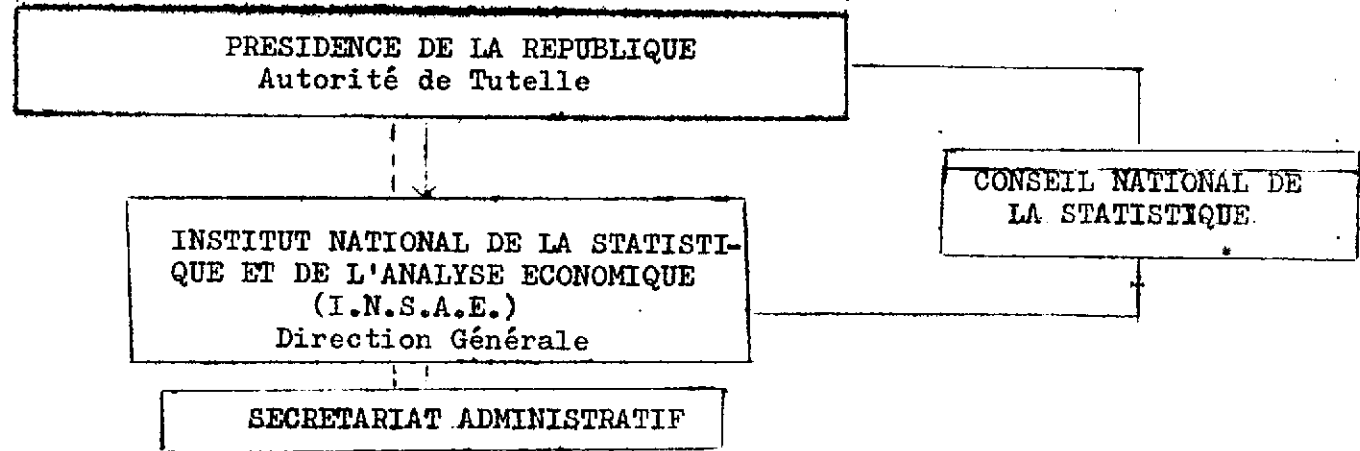 PRESIDENCE DE LA REPUBLIQUE
Autorité de Tutelle
CONSEIL NATIONAL DE
LA STATISTIQUE
INSTITUT NATIONAL DE LA STATISTI-
QUE ET DE L'ANALYSE ECONOMIQUE
(I.N.S.A.E.)
Direction Générale
SECRETARIAT ADMINISTRATIF